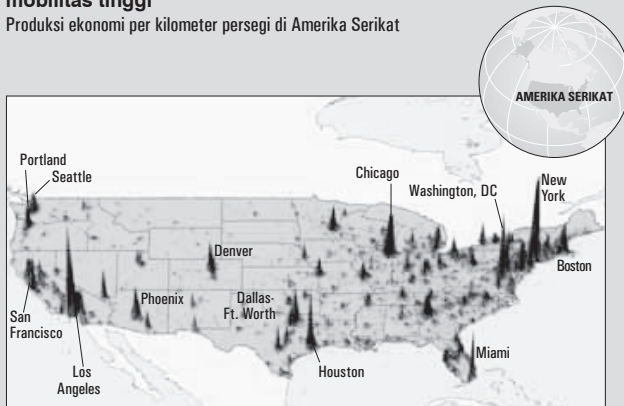 mobilitas tinggi
Produksi ekonomi per kilometer persegi di Amerika Serikat
AMERIKA SERIKAT
Portland
Seattle
Chicago
Washington, DC
New
York
Boston
Denver
San
Francisco
Phoenix
Dallas-
Ft. Worth
Los
Angeles
Houston
Miami